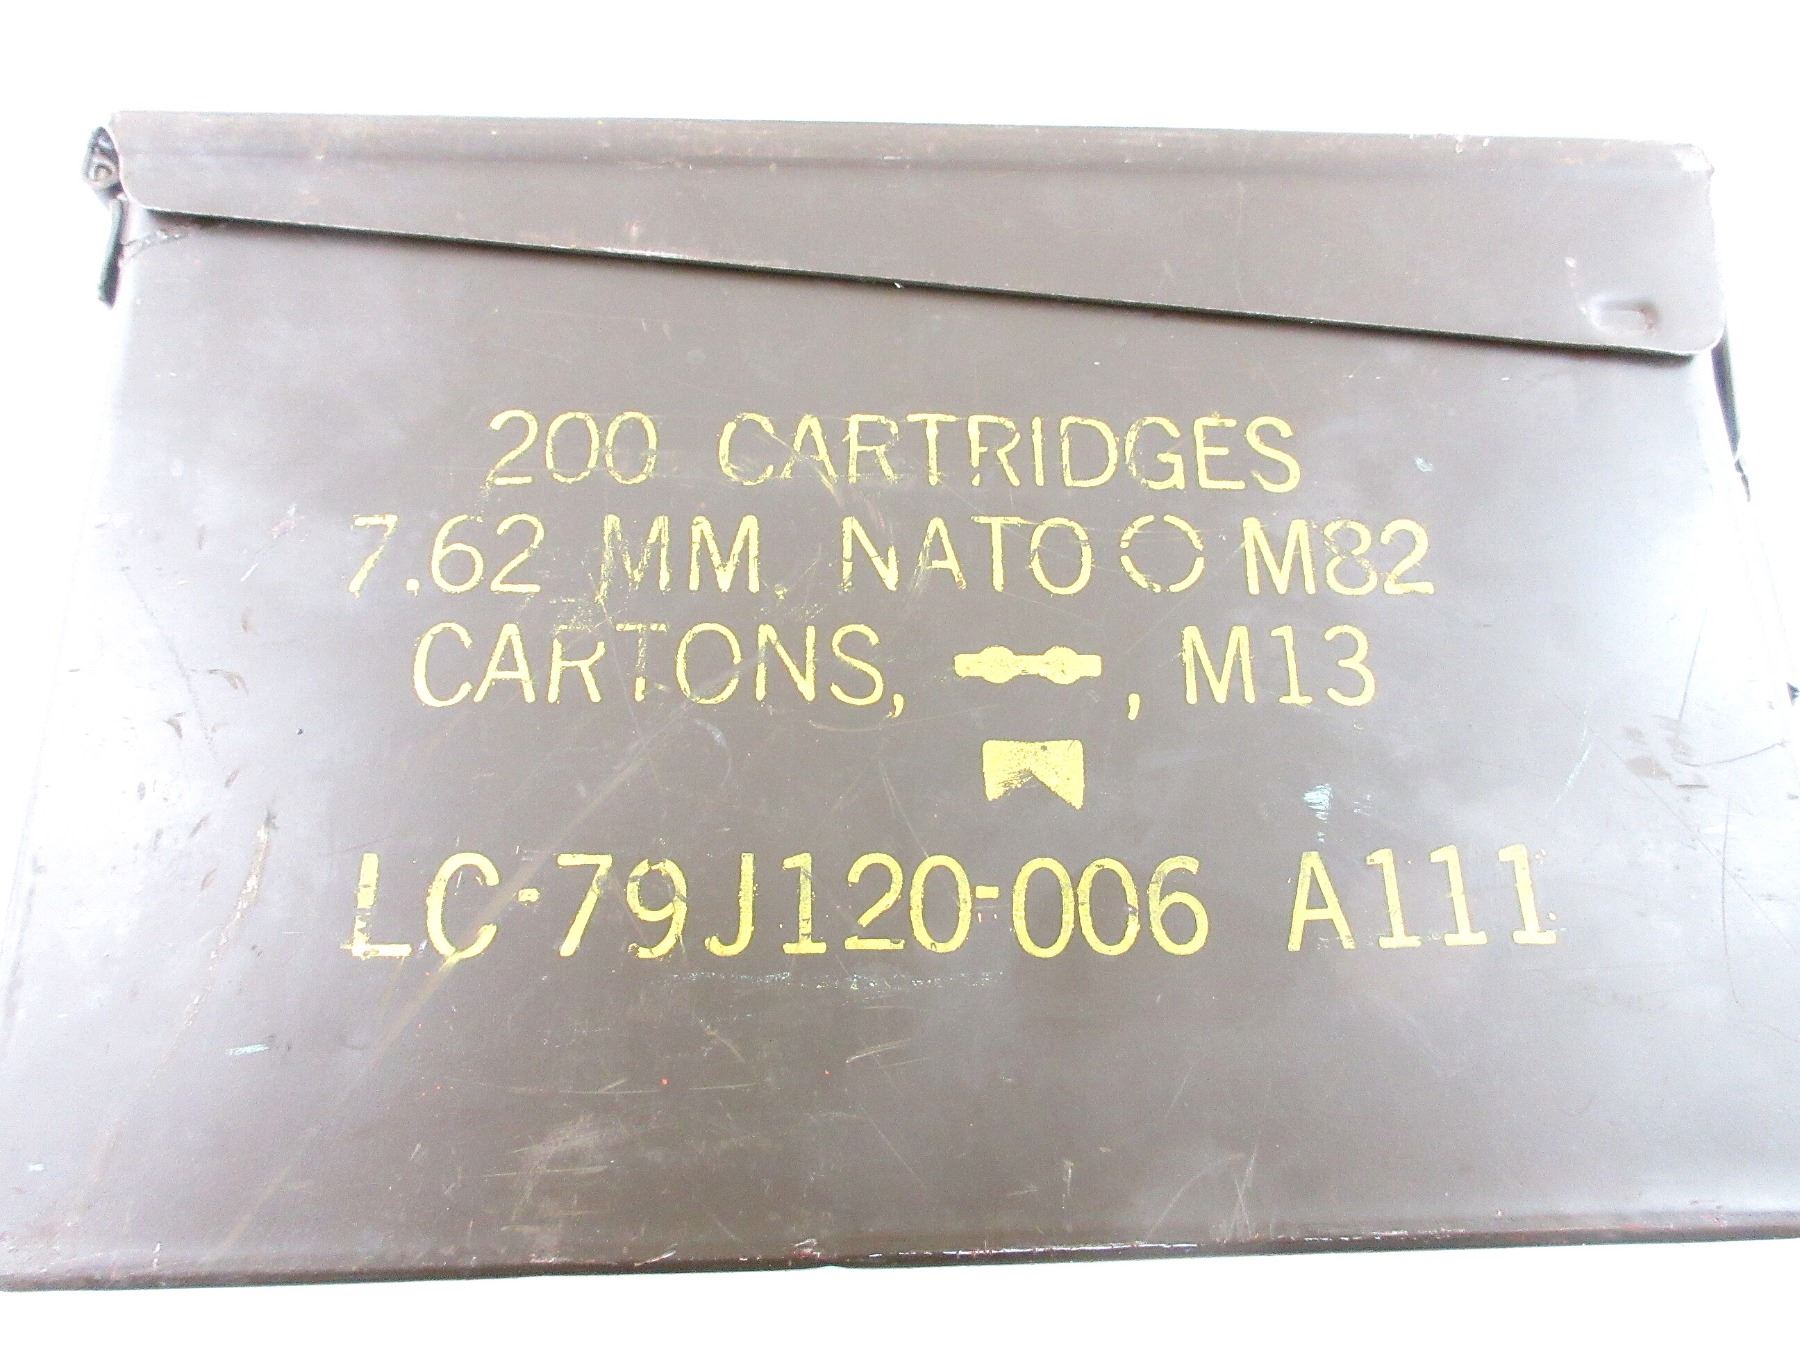 200 CARTRIDGES
7.62 MM. NATO M82
CARTONS, , M13
LC-79J120-006 A111